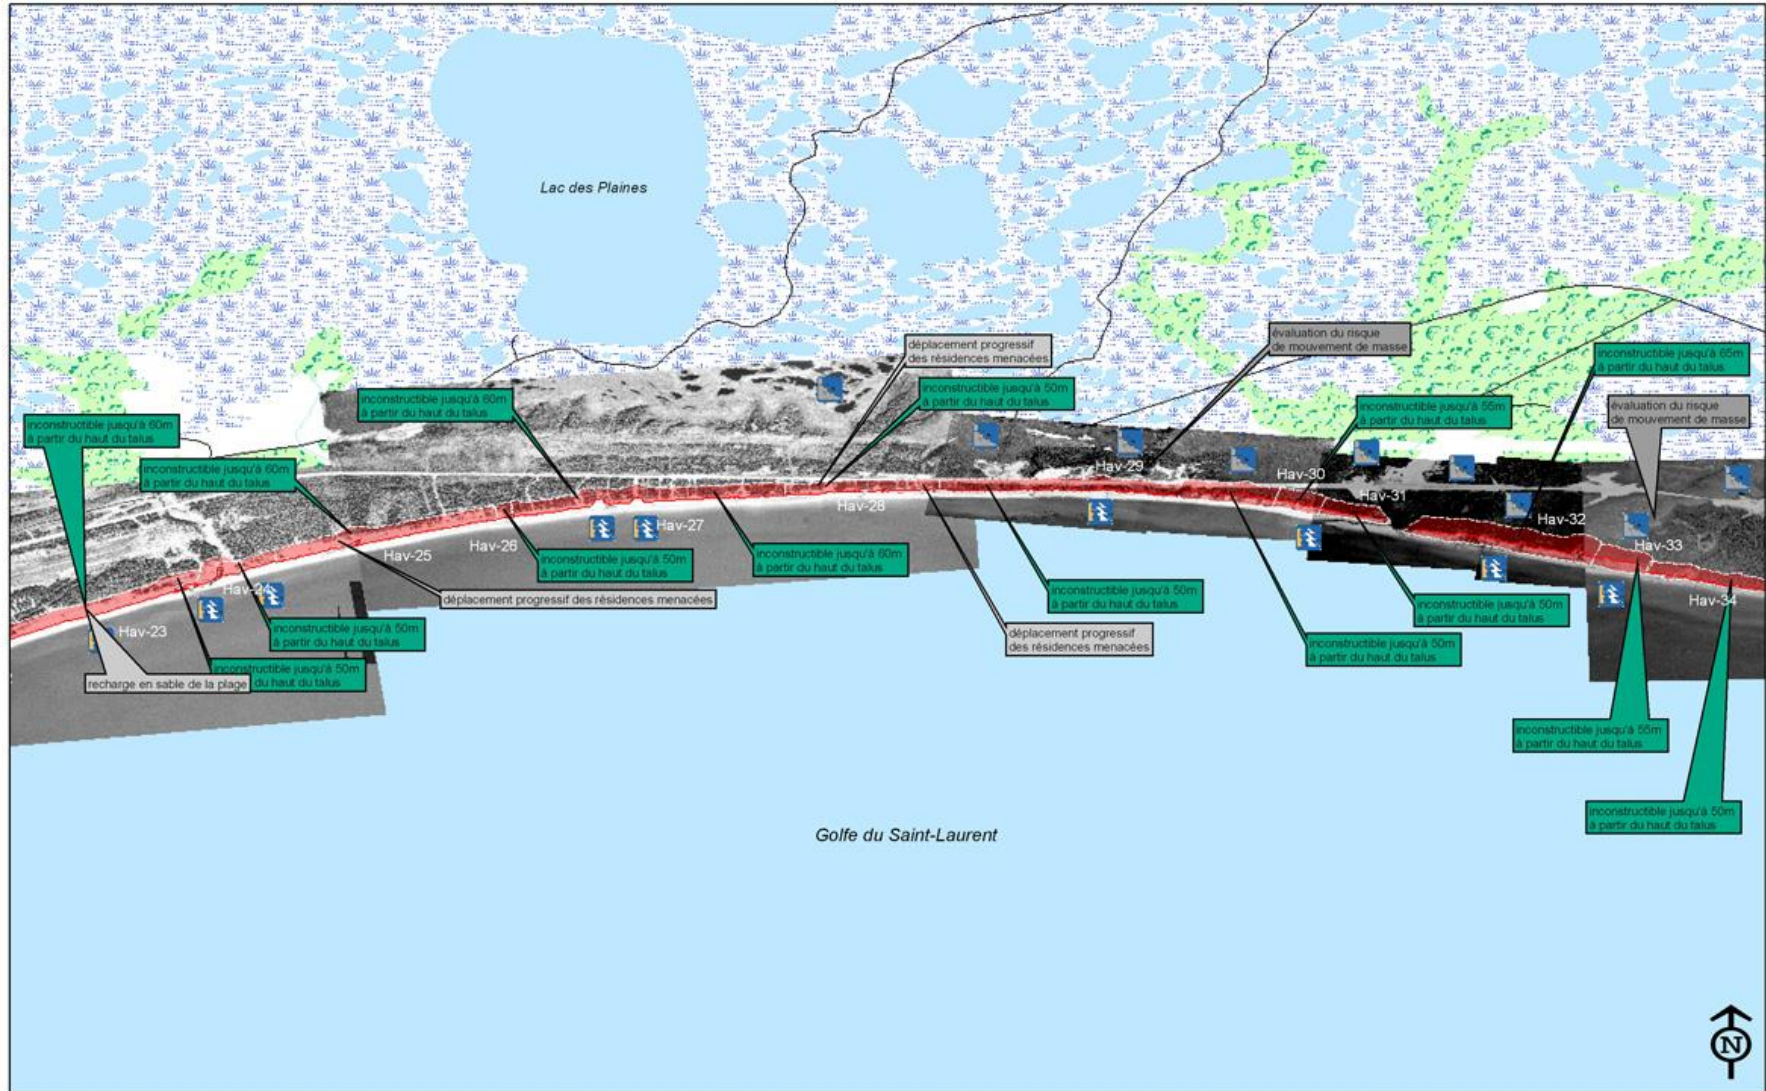 Lac des Plaines
déplacement progressif
des résidences menacées
évaluation du risque
de mouvement de masse
inconstructible jusqu'à 65m
à partir du haut du talus
inconstructible jusqu'à 60m
à partir du haut du talus
inconstructible jusqu'à 50m
à partir du haut du talus
inconstructible jusqu'à 55m
à partir du haut du talus
évaluation du risque
de mouvement de masse
inconstructible jusqu'à 60m
à partir du haut du talus
inconstructible jusqu'à 60m
à partir du haut du talus
Hav-29
Hav-30
Hav-31
Hav-28
Hav-32
Hav-27
Hav-26
Hav-25
Hav-33
Hav-24
Hav-34
Hav-23
inconstructible jusqu'à 50m
à partir du haut du talus
inconstructible jusqu'à 60m
à partir du haut du talus
déplacement progressif des résidences menacées
inconstructible jusqu'à 50m
à partir du haut du talus
inconstructible jusqu'à 50m
à partir du haut du talus
inconstructible jusqu'à 50m
à partir du haut du talus
déplacement progressif
des résidences menacées
inconstructible jusqu'à 50m
à partir du haut du talus
inconstructible jusqu'à 50m
du haut du talus
recharge en sable de la plage
inconstructible jusqu'à 55m
à partir du haut du talus
inconstructible jusqu'à 50m
à partir du haut du talus
Golfe du Saint-Laurent
N